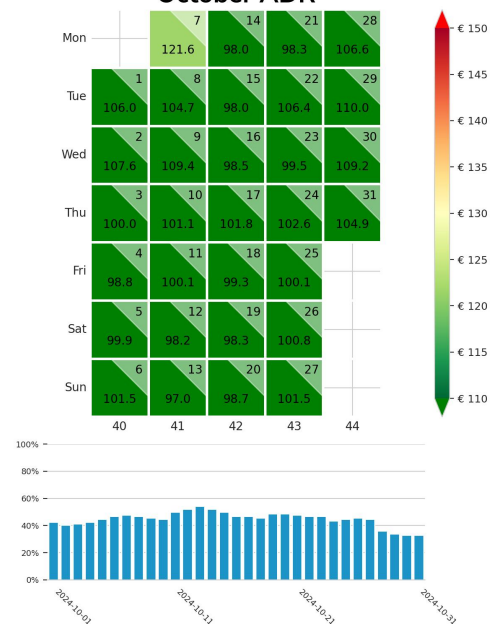 October ADR
Mon 7 14 21 28
121.6 98.0 98.3 106.6
Tue 1 8 15 22 29
106.0 104.7 98.0 106.4 110.0
Wed 2 9 16 23 30
107.6 109.4 98.5 99.5 109.2
Thu 3 10 17 24 31
100.0 101.1 101.8 102.6 104.9
Fri 4 11 18 25
98.8 100.1 99.3 100.1
Sat 5 12 19 26
99.9 98.2 98.3 100.8
Sun 6 13 20 27
101.5 97.0 98.7 101.5
40 41 42 43 44
€ 150
€ 145
€ 140
€ 135
€ 130
€ 125
€ 120
€ 115
€ 110
100%
80%
60%
40%
20%
0%
2024-10-01 2024-10-11 2024-10-21 2024-10-31